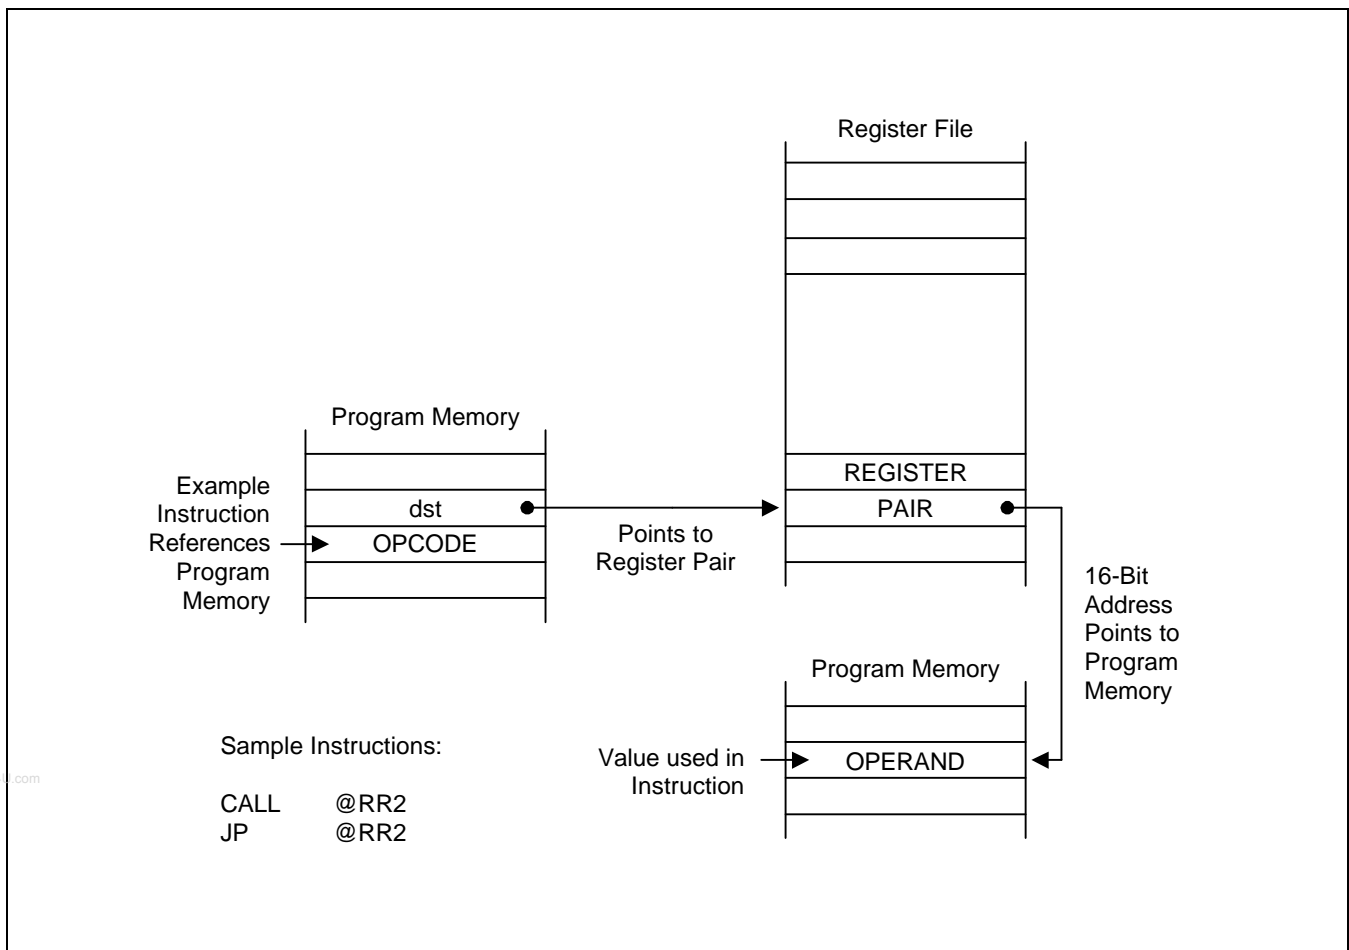 Register File
Program Memory
REGISTER
Example
Instruction
References
Program
Memory
dst
PAIR
OPCODE
Points to
Register Pair
16-Bit
Address
Points to
Program
Memory
Program Memory
Sample Instructions:
Value used in
Instruction
OPERAND
CALL @RR2
JP @RR2
U.com